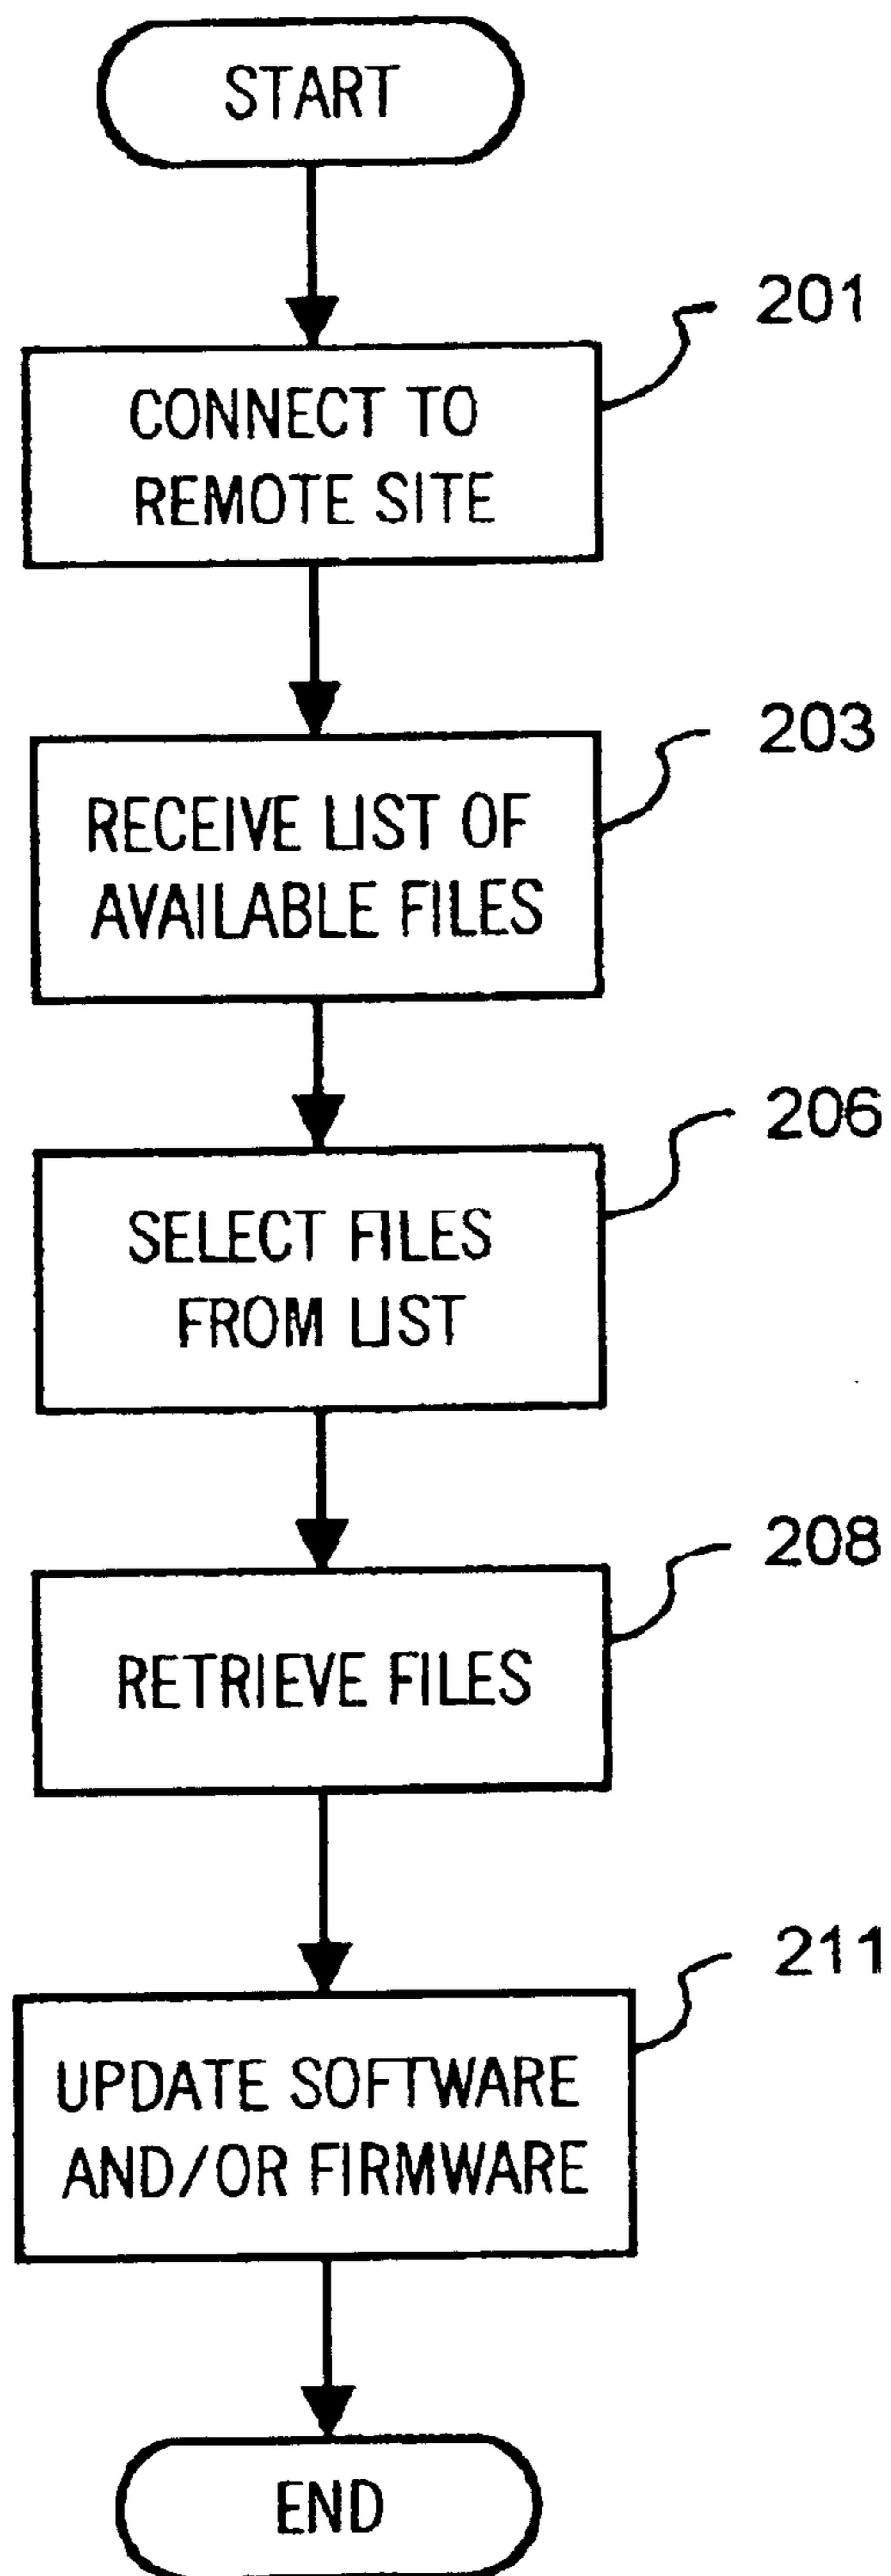 START
201
CONNECT TO
REMOTE SITE
203
RECEIVE LIST OF
AVAILABLE FILES
206
SELECT FILES
FROM LIST
208
RETRIEVE FILES
211
UPDATE SOFTWARE
AND/OR FIRMWARE
END